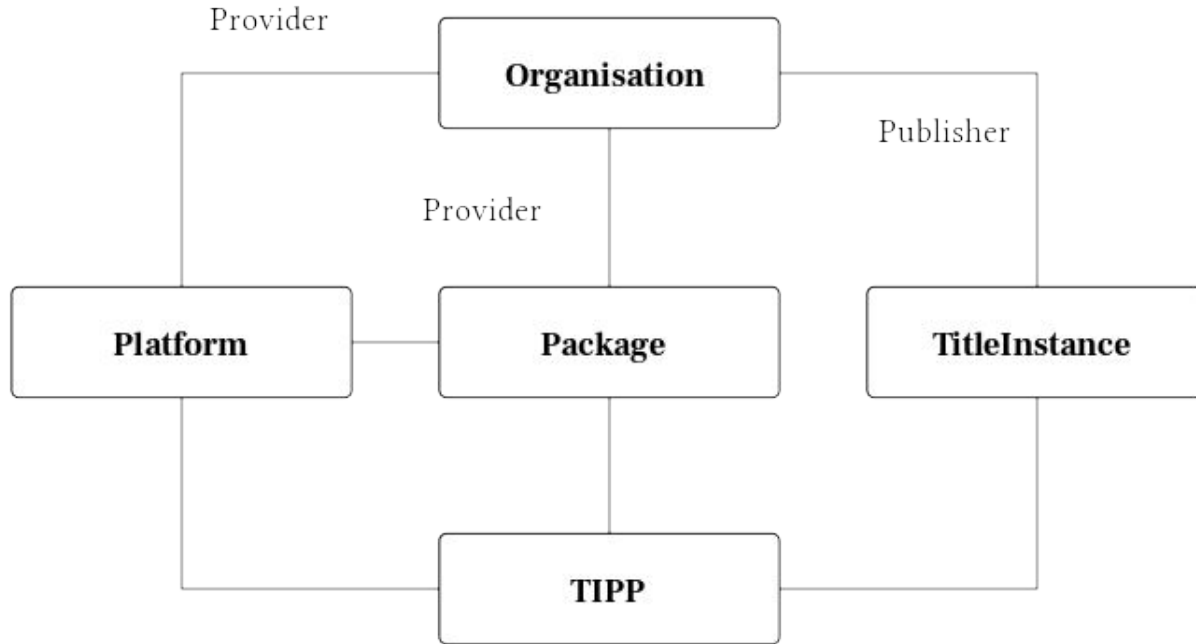 Provider
Organisation
Publisher
Provider
Platform
Package
TitleInstance
TIPP